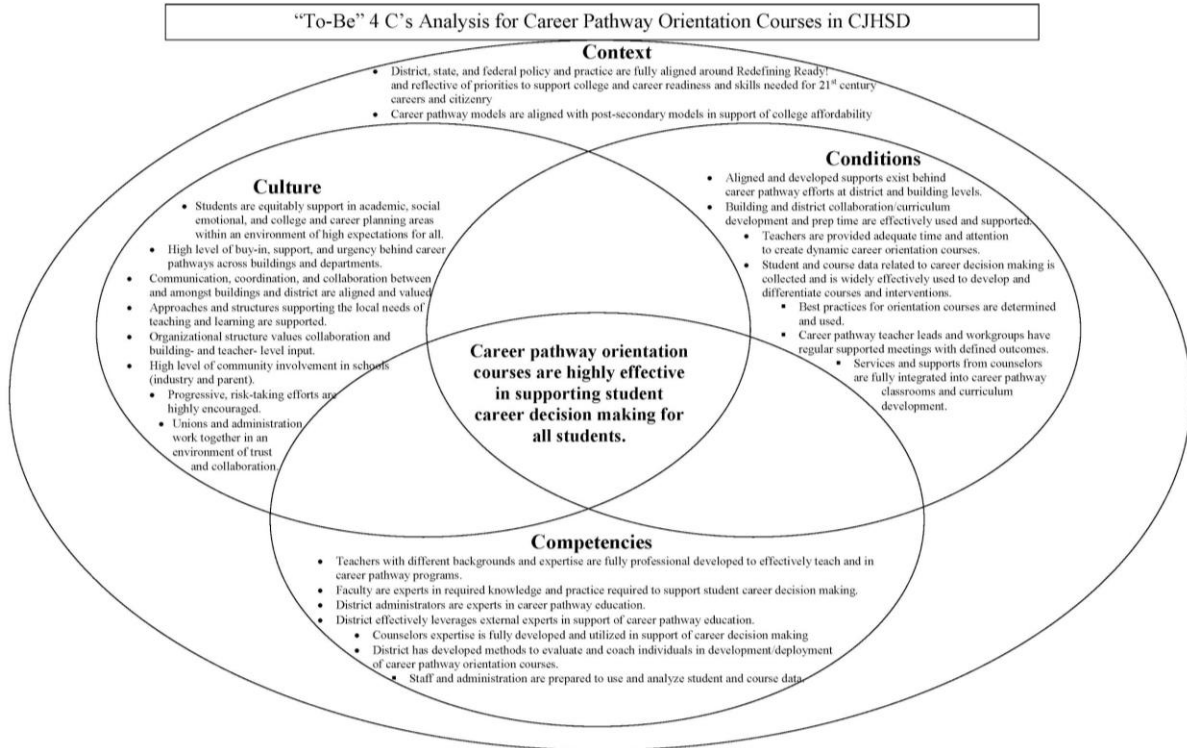 “To-Be” 4 C’s Analysis for Career Pathway Orientation Courses in CJHSD
Context
• District, state, and federal policy and practice are fully aligned around Redefining Ready!
and reflective of priorities to support college and career readiness and skills needed for 21st century
careers and citizenry
• Career pathway models are aligned with post-secondary models in support of college affordability
Culture
• Students are equitably support in academic, social
emotional, and college and career planning areas
within an environment of high expectations for all.
• High level of buy-in, support, and urgency behind career
pathways across buildings and departments.
• Communication, coordination, and collaboration between
and amongst buildings and district are aligned and valued
• Approaches and structures supporting the local needs of
teaching and learning are supported.
• Organizational structure values collaboration and
building- and teacher- level input.
• High level of community involvement in schools
(industry and parent).
• Progressive, risk-taking efforts are
highly encouraged.
• Unions and administration
work together in an
environment of trust
and collaboration.
Conditions
• Aligned and developed supports exist behind
career pathway efforts at district and building levels.
• Building and district collaboration/curriculum
development and prep time are effectively used and supported.
• Teachers are provided adequate time and attention
to create dynamic career orientation courses.
• Student and course data related to career decision making is
collected and is widely effectively used to develop and
differentiate courses and interventions.
▪ Best practices for orientation courses are determined
and used.
▪ Career pathway teacher leads and workgroups have
regular supported meetings with defined outcomes.
▪ Services and supports from counselors
are fully integrated into career pathway
classrooms and curriculum
development.
Career pathway orientation
courses are highly effective
in supporting student
career decision making for
all students.
Competencies
• Teachers with different backgrounds and expertise are fully professional developed to effectively teach and in
career pathway programs.
• Faculty are experts in required knowledge and practice required to support student career decision making.
• District administrators are experts in career pathway education.
• District effectively leverages external experts in support of career pathway education.
• Counselors expertise is fully developed and utilized in support of career decision making
• District has developed methods to evaluate and coach individuals in development/deployment
of career pathway orientation courses.
▪ Staff and administration are prepared to use and analyze student and course data.